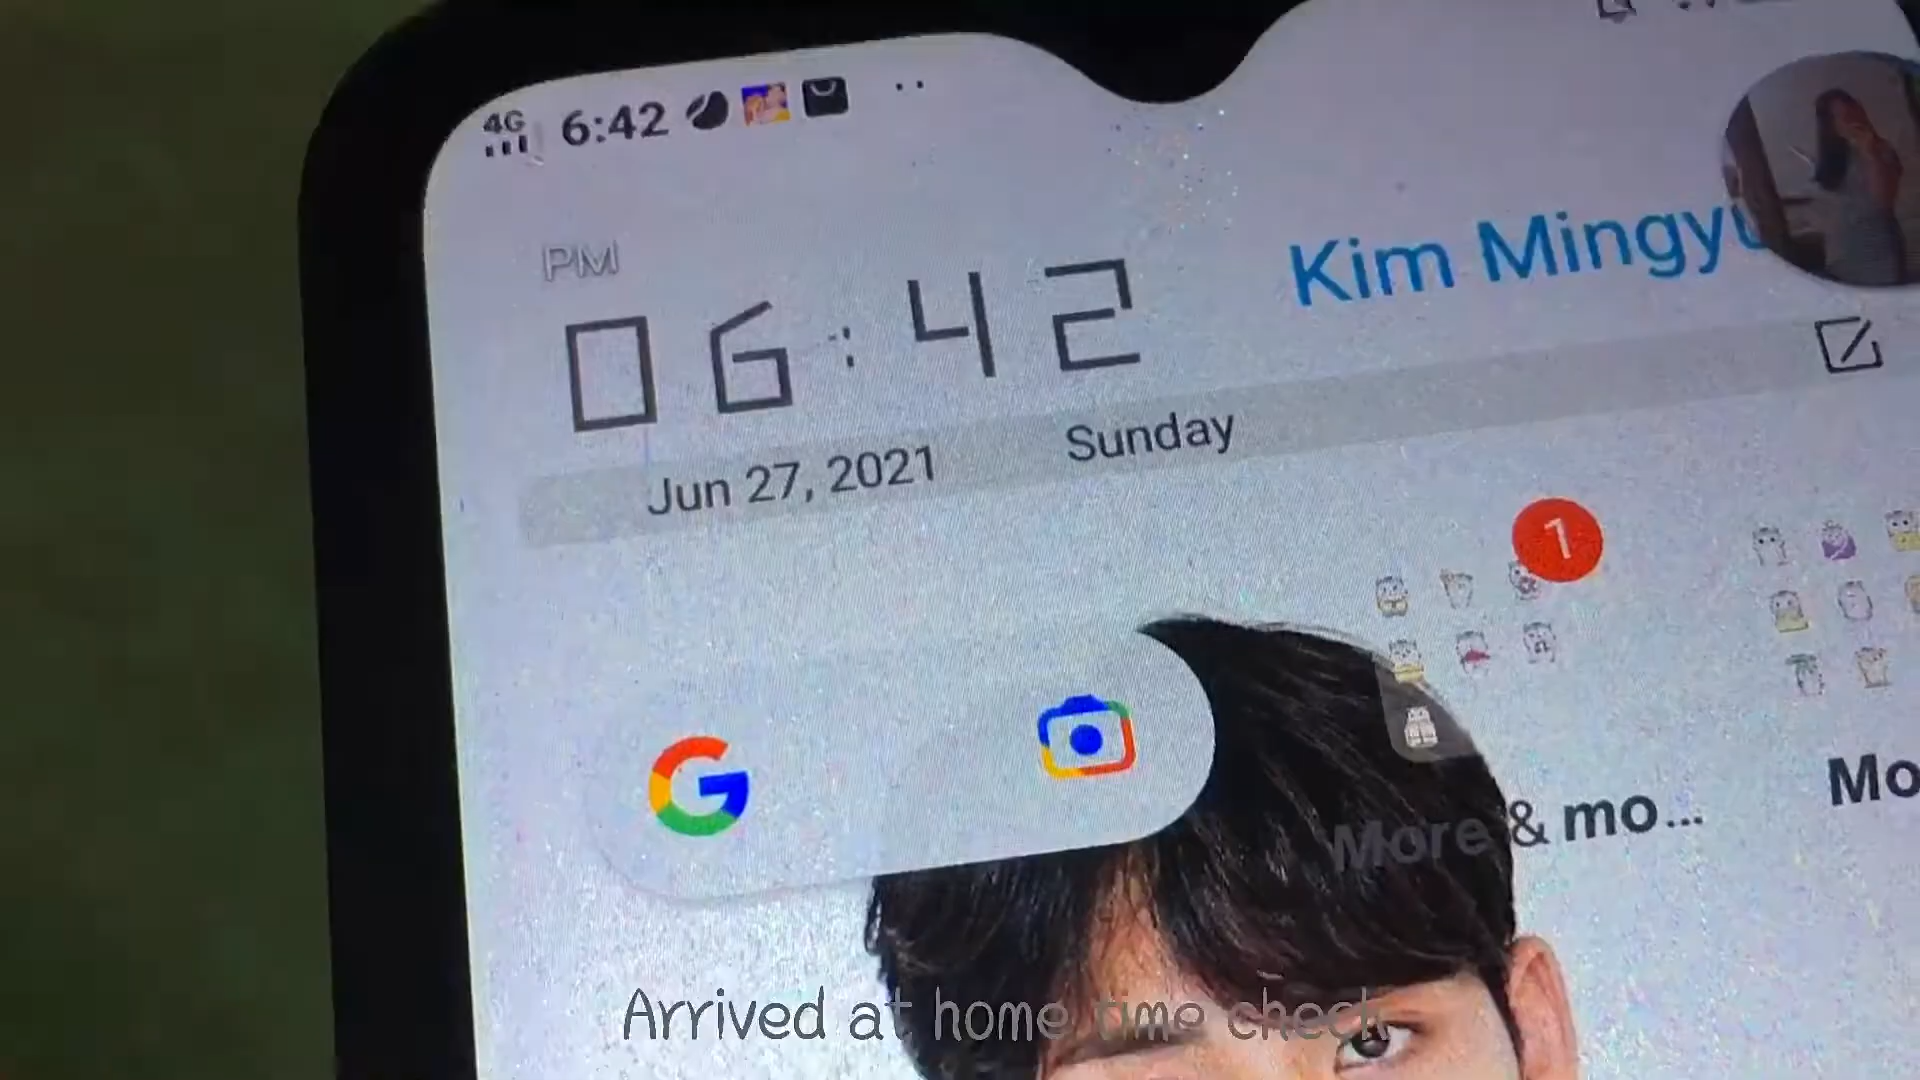 4G 6:42
PM
06:42
Kim Mingyu
Jun 27, 2021 Sunday
1
More & mo...
Mo
Arrived at home time check